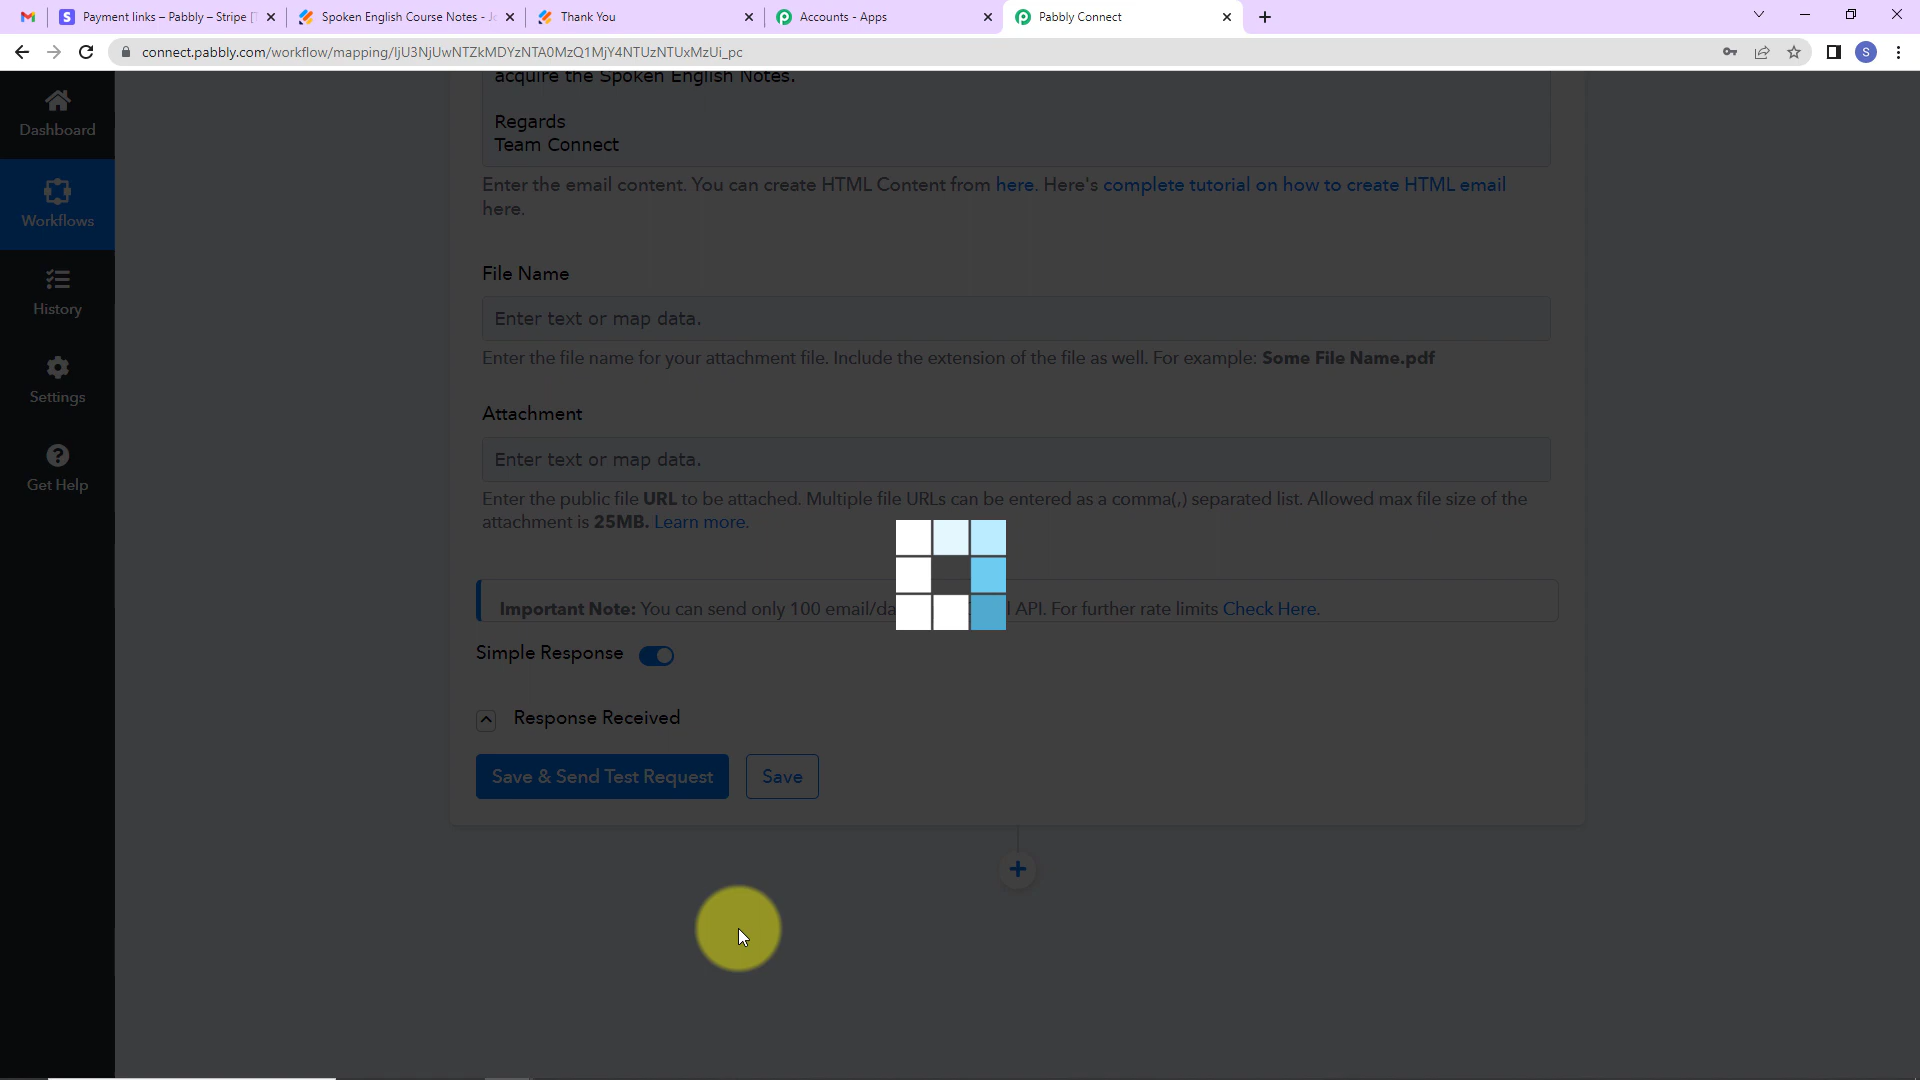 Payment links – Pabbly – Stripe [
Spoken English Course Notes - Jo
Thank You
Accounts - Apps
Pabbly Connect
connect.pabbly.com/workflow/mapping/IjU3NjUwNTZkMDYzNTA0MzQ1MjY4NTUzNTUxMzUi_pc
S
Dashboard
Workflows
History
Settings
Get Help
acquire the Spoken English Notes.
Regards
Team Connect
Enter the email content. You can create HTML Content from here. Here's complete tutorial on how to create HTML email
here.
File Name
Enter text or map data.
Enter the file name for your attachment file. Include the extension of the file as well. For example: Some File Name.pdf
Attachment
Enter text or map data.
Enter the public file URL to be attached. Multiple file URLs can be entered as a comma(,) separated list. Allowed max file size of the
attachment is 25MB. Learn more.
Important Note: You can send only 100 email/da API. For further rate limits Check Here.
Simple Response
Response Received
Save & Send Test Request
Save